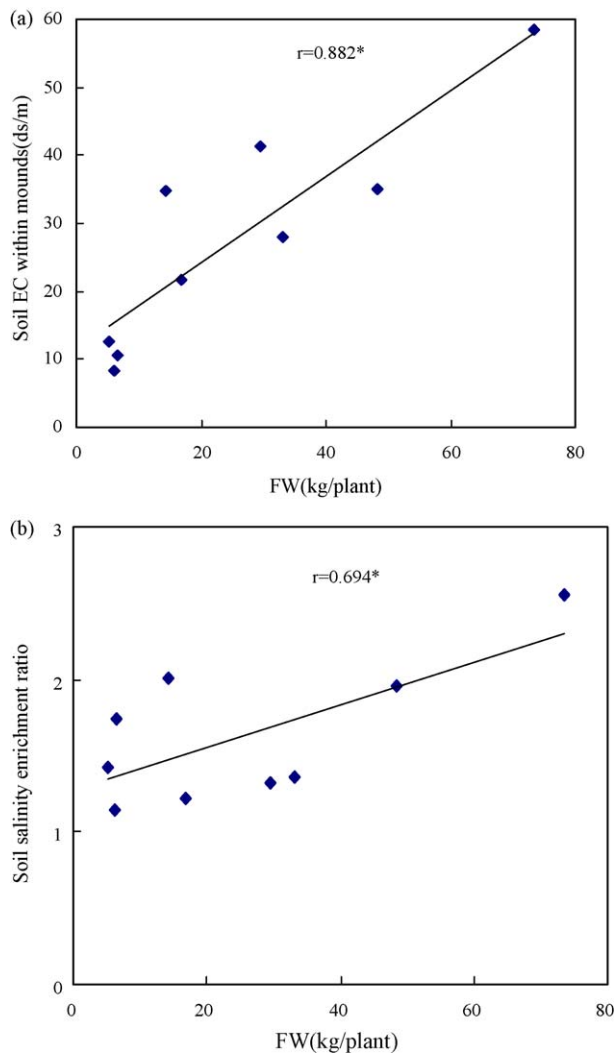 (a)
60
50
40
30
20
10
0
Soil EC within mounds(ds/m)
r=0.882*
0 20 40 60 80
FW(kg/plant)
(b)
3
2
1
0
Soil salinity enrichment ratio
r=0.694*
0 20 40 60 80
FW(kg/plant)